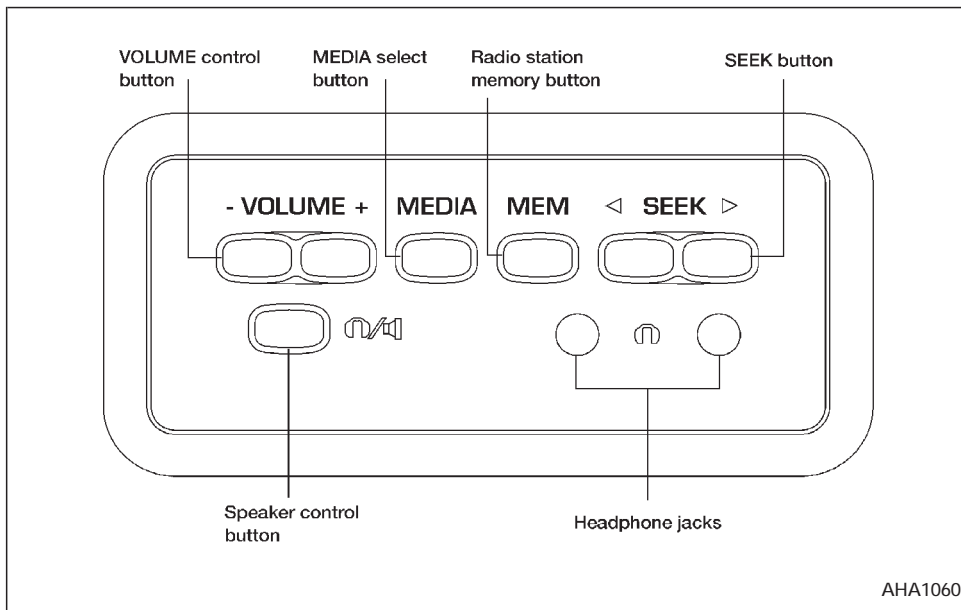 VOLUME control
button
MEDIA select
button
Radio station
memory button
SEEK button
- VOLUME +
MEDIA
MEM
◁ SEEK ▷
Speaker control
button
Headphone jacks
AHA1060